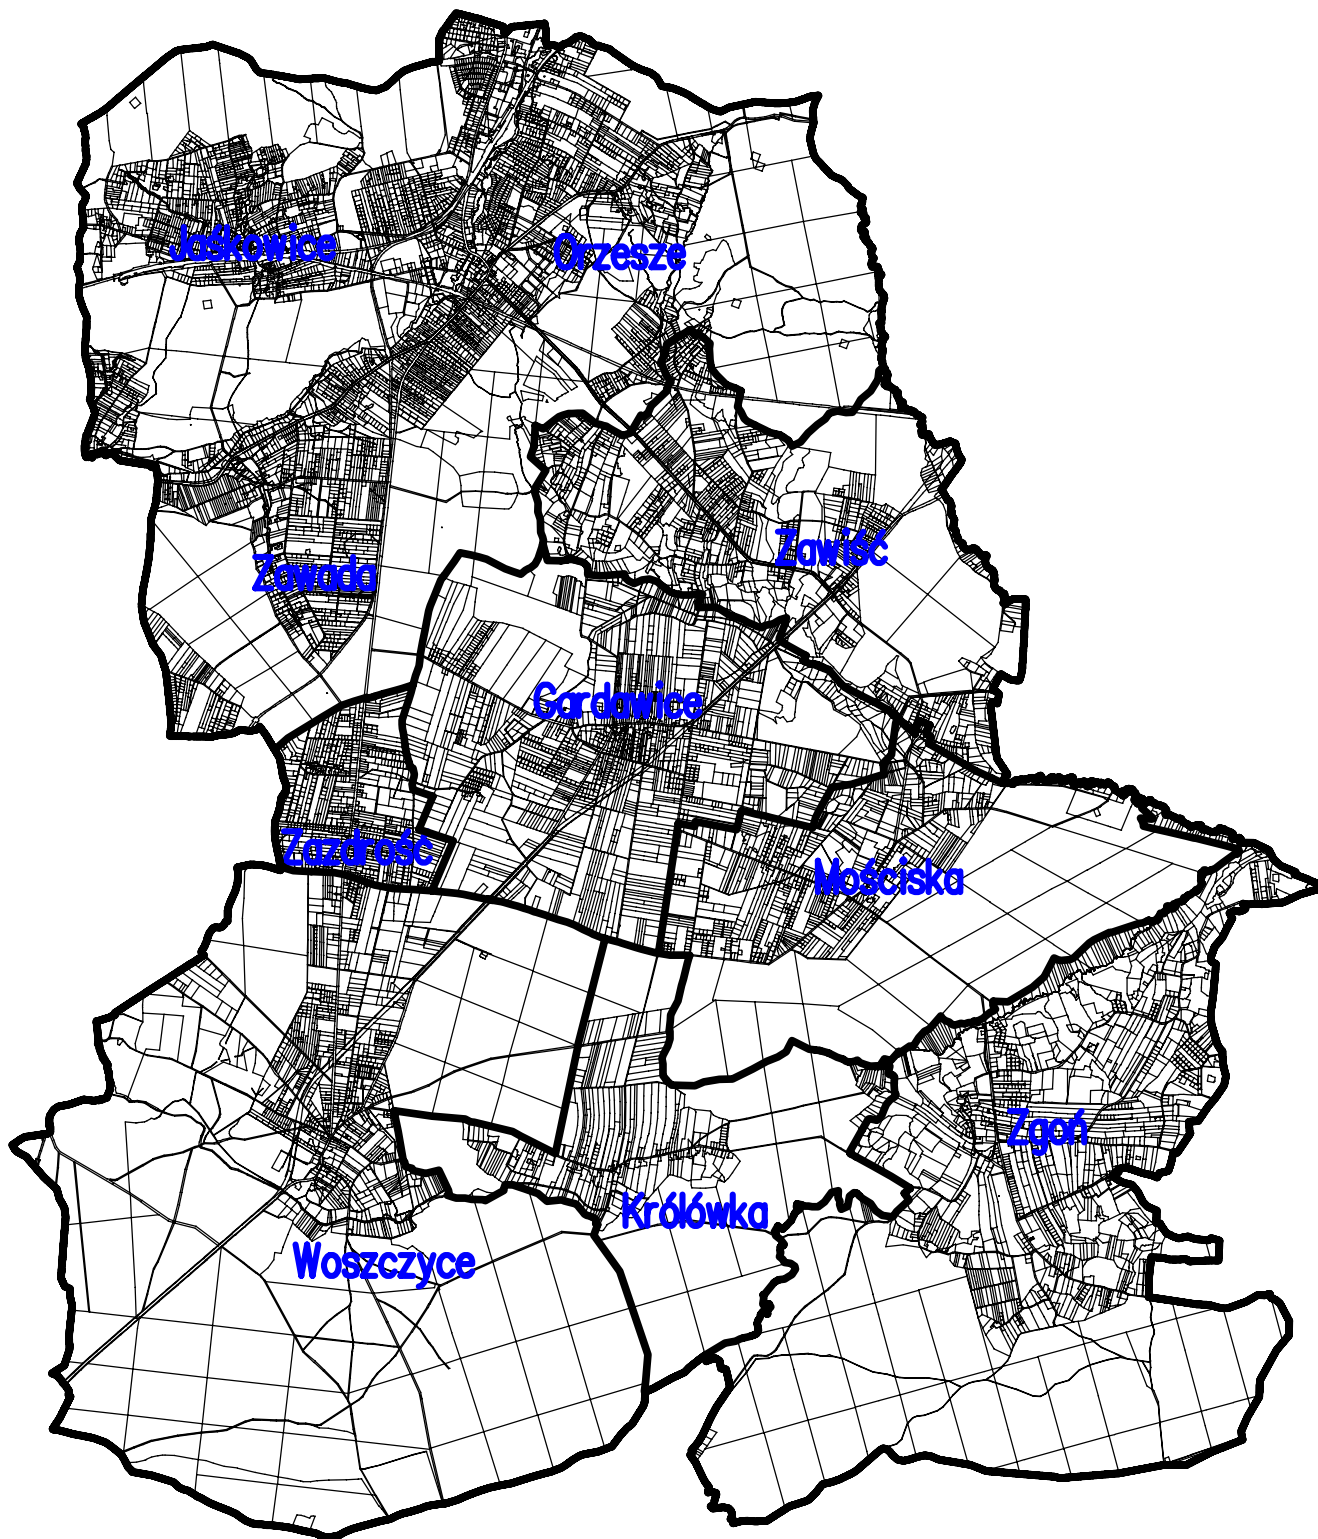 Jaśkowice
Orzesze
Zawiść
Zawada
Gardawice
Zazdrość
Mościska
Zgoń
Królówka
Woszczyce